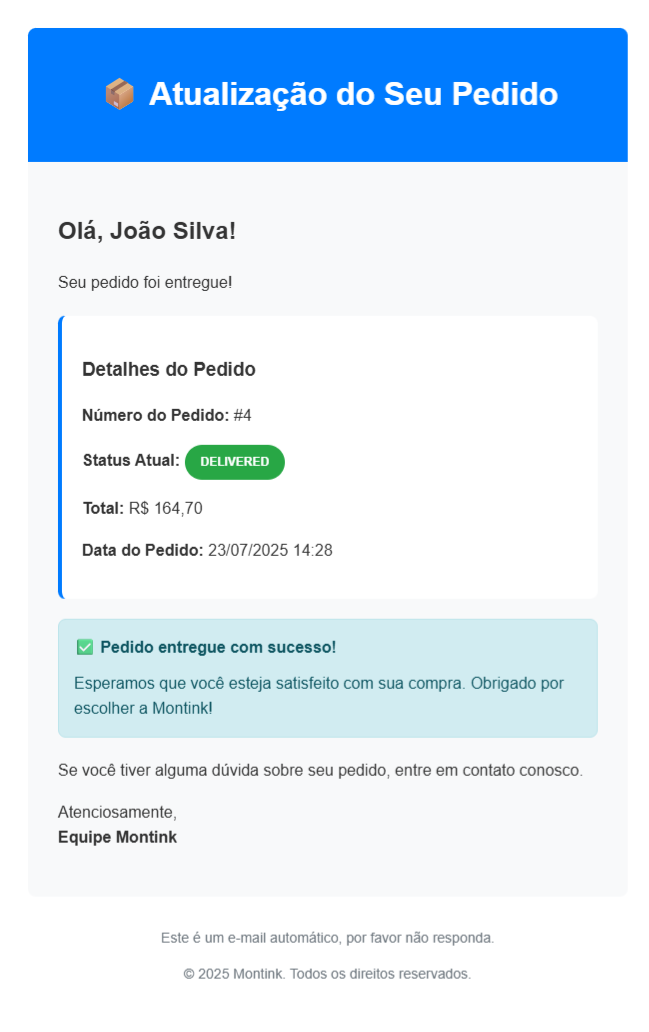 📦 Atualização do Seu Pedido
Olá, João Silva!
Seu pedido foi entregue!
Detalhes do Pedido
Número do Pedido: #4
Status Atual: DELIVERED
Total: R$ 164,70
Data do Pedido: 23/07/2025 14:28
✅ Pedido entregue com sucesso!
Esperamos que você esteja satisfeito com sua compra. Obrigado por
escolher a Montink!
Se você tiver alguma dúvida sobre seu pedido, entre em contato conosco.
Atenciosamente,
Equipe Montink
Este é um e-mail automático, por favor não responda.
© 2025 Montink. Todos os direitos reservados.